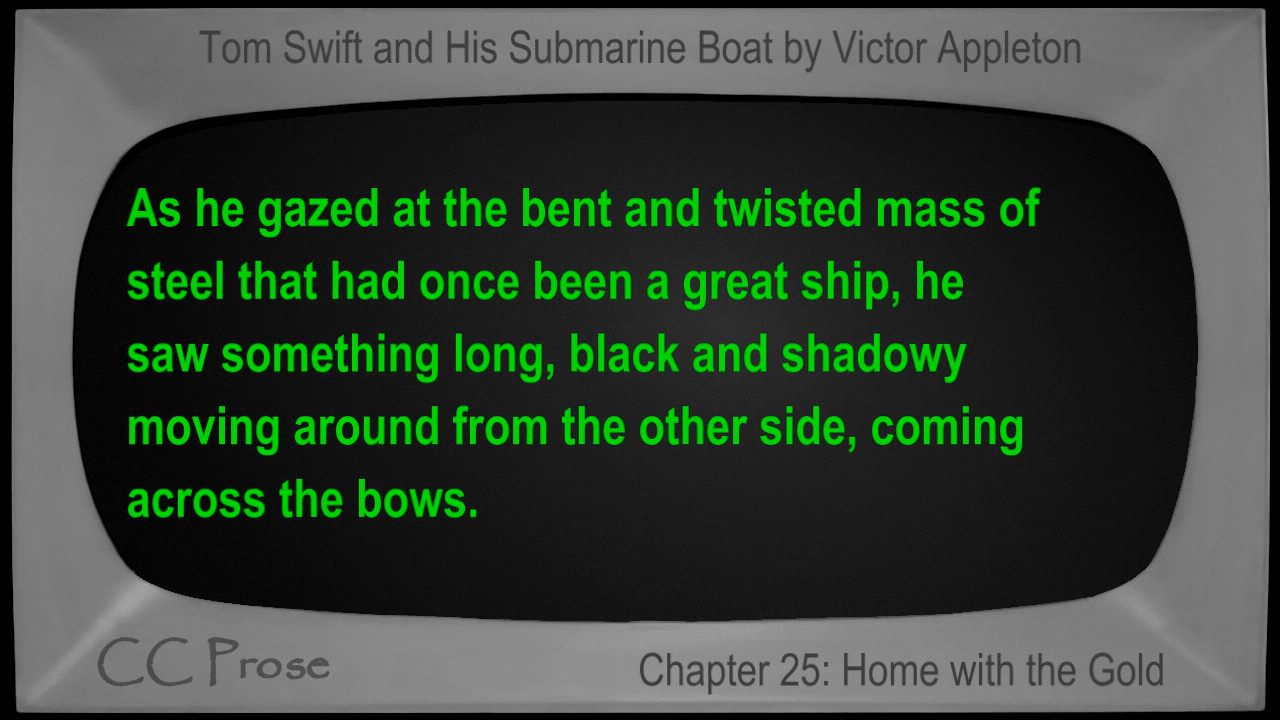 Tom Swift and His Submarine Boat by Victor Appleton
As he gazed at the bent and twisted mass of
steel that had once been a great ship, he
saw something long, black and shadowy
moving around from the other side, coming
across the bows.
CC Prose
Chapter 25: Home with the Gold